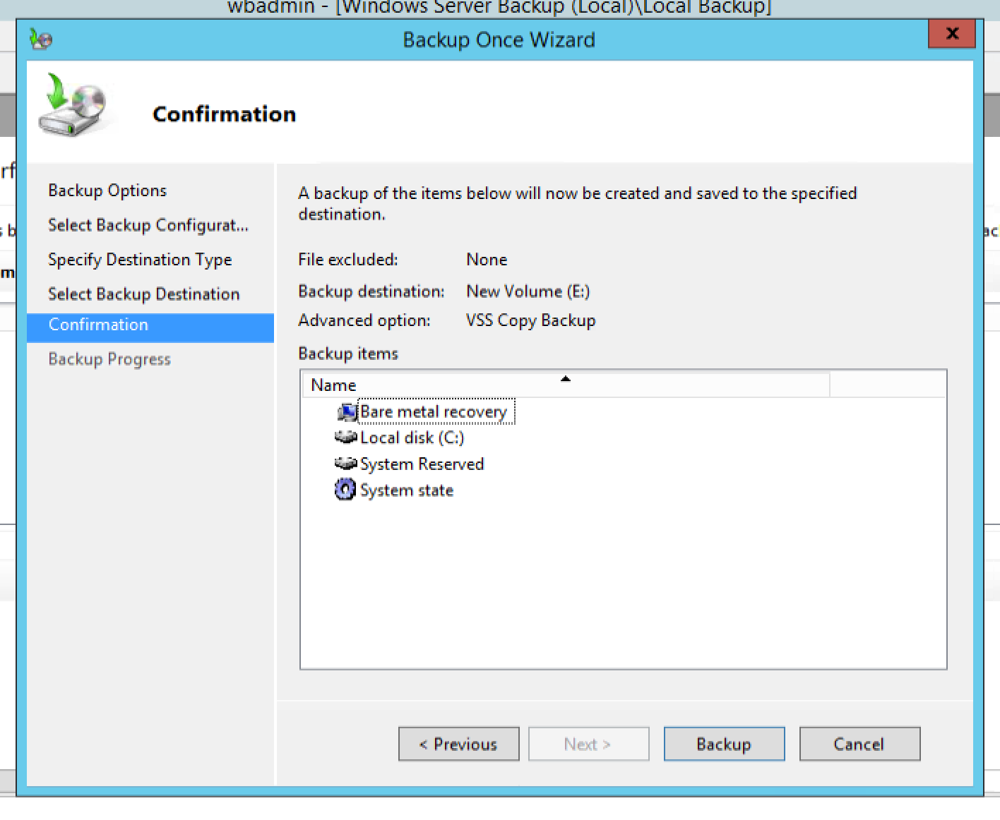 wbadmin - [Windows Server Backup (Local)\Local Backup]
Backup Once Wizard
x
Confirmation
Backup Options
Select Backup Configurat...
Specify Destination Type
Select Backup Destination
Confirmation
Backup Progress
A backup of the items below will now be created and saved to the specified
destination.
File excluded: None
Backup destination: New Volume (E:)
Advanced option: VSS Copy Backup
Backup items
Name
Bare metal recovery
Local disk (C:)
System Reserved
System state
< Previous
Next >
Backup
Cancel